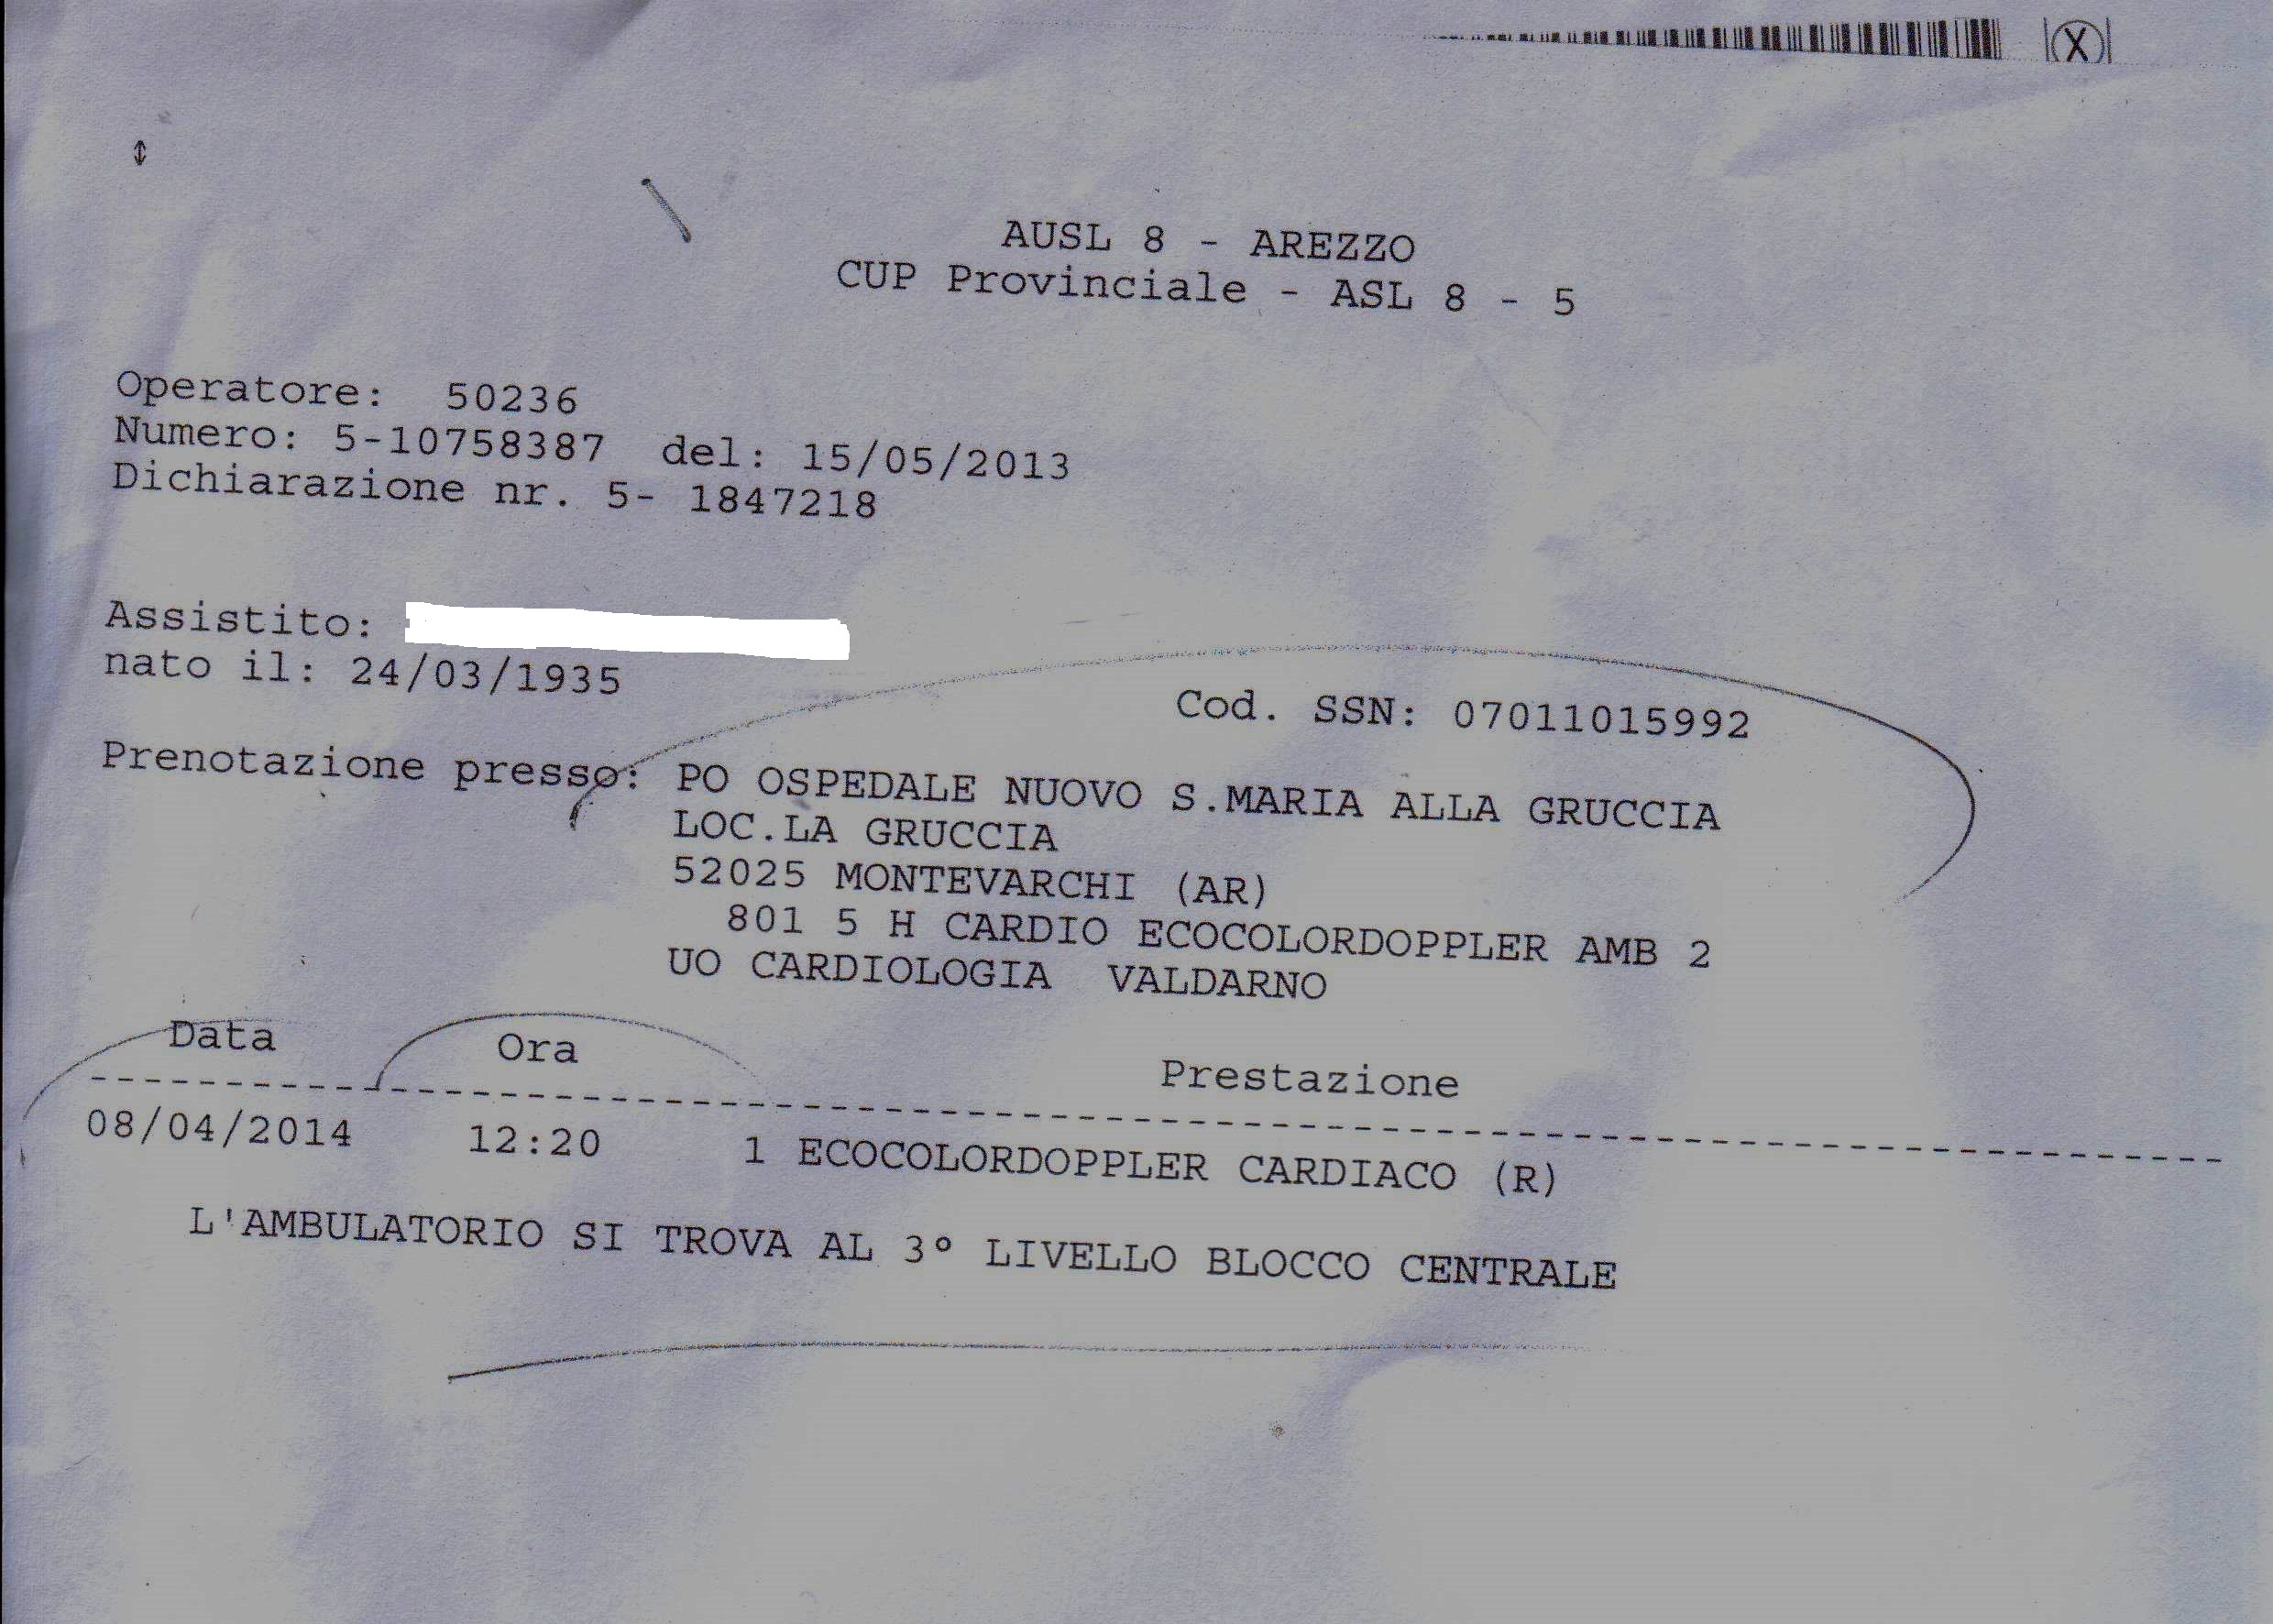 X
AUSL 8 - AREZZO
CUP Provinciale - ASL 8 - 5
Operatore: 50236
Numero: 5-10758387 del: 15/05/2013
Dichiarazione nr. 5- 1847218
Assistito:
nato il: 24/03/1935
Cod. SSN: 07011015992
Prenotazione presso: PO OSPEDALE NUOVO S.MARIA ALLA GRUCCIA
LOC.LA GRUCCIA
52025 MONTEVARCHI (AR)
801 5 H CARDIO ECOCOLORDOPPLER AMB 2
UO CARDIOLOGIA VALDARNO
Data Ora Prestazione
08/04/2014 12:20 1 ECOCOLORDOPPLER CARDIACO (R)
L'AMBULATORIO SI TROVA AL 3° LIVELLO BLOCCO CENTRALE